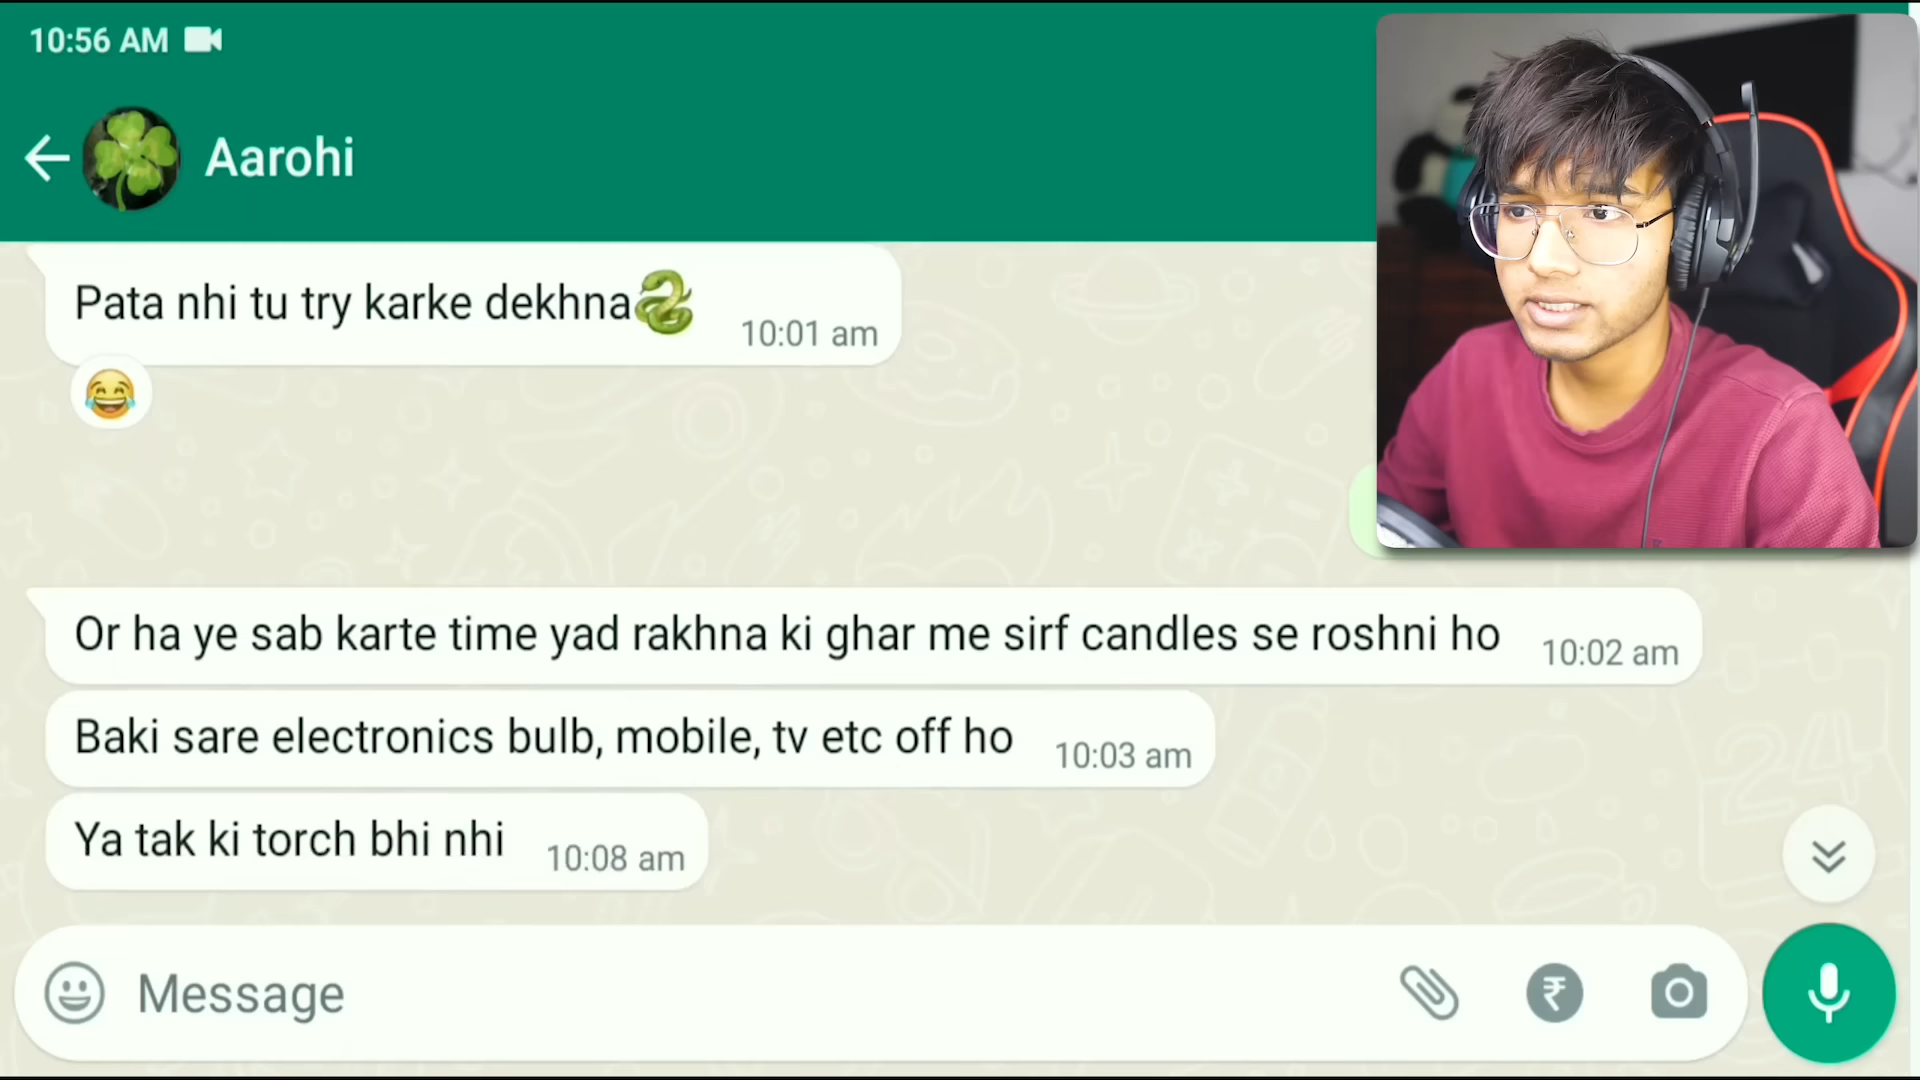 10:56 AM
Aarohi
Pata nhi tu try karke dekhna🐍
10:01 am
😂
Or ha ye sab karte time yad rakhna ki ghar me sirf candles se roshni ho
10:02 am
Baki sare electronics bulb, mobile, tv etc off ho
10:03 am
Ya tak ki torch bhi nhi
10:08 am
Message
₹